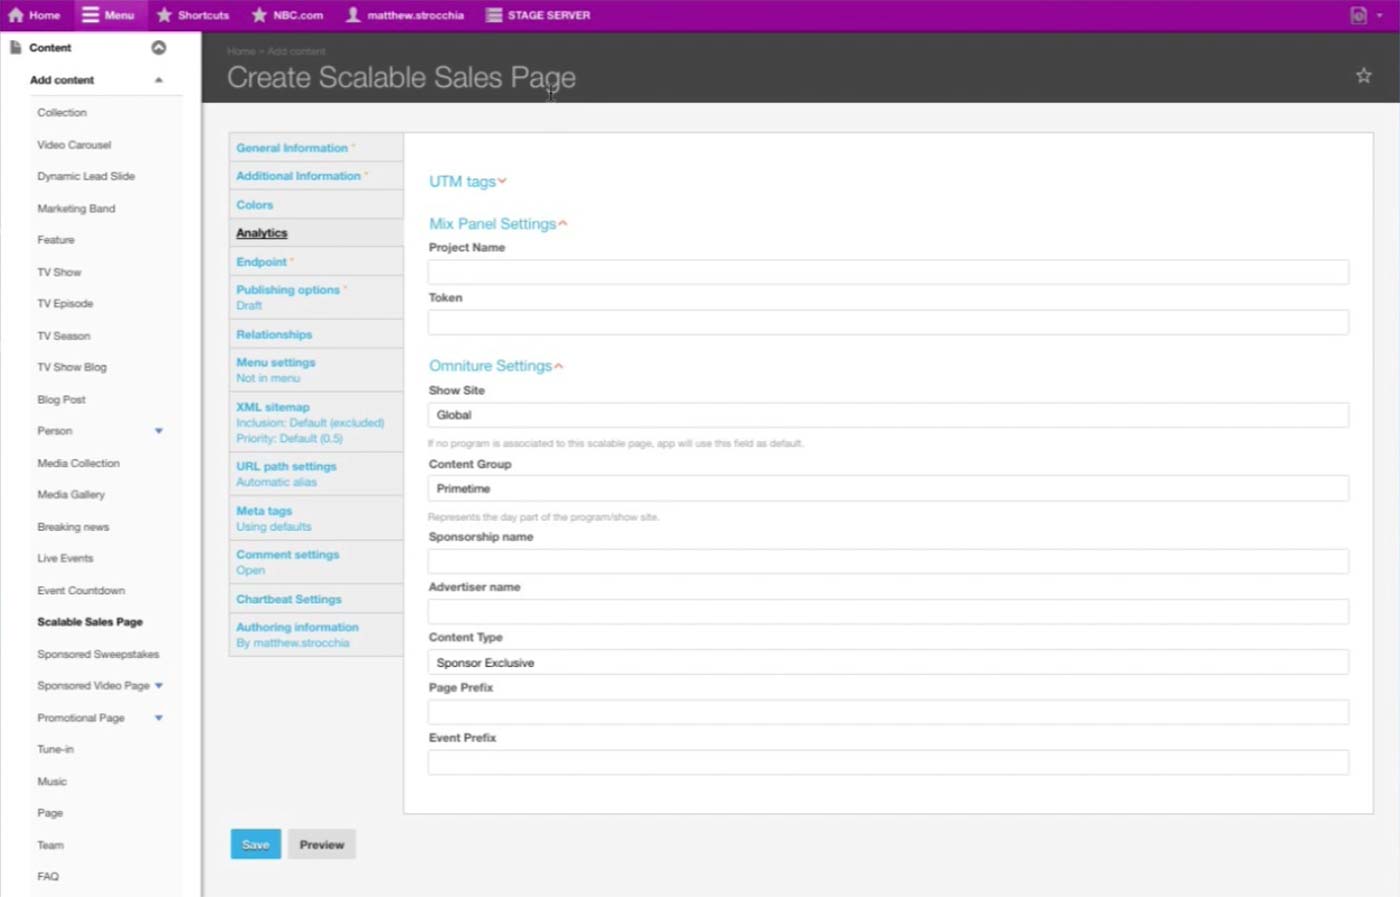 Home
Menu
Shortcuts
NBC.com
matthew.strocchia
STAGE SERVER
Content
Add content
Collection
Video Carousel
Dynamic Lead Slide
Marketing Band
Feature
TV Show
TV Episode
TV Season
TV Show Blog
Blog Post
Person
Media Collection
Media Gallery
Breaking news
Live Events
Event Countdown
Scalable Sales Page
Sponsored Sweepstakes
Sponsored Video Page
Promotional Page
Tune-in
Music
Page
Team
FAQ
Home » Add content
Create Scalable Sales Page
General Information *
Additional Information *
Colors
Analytics
Endpoint *
Publishing options *
Draft
Relationships
Menu settings
Not in menu
XML sitemap
Inclusion: Default (excluded)
Priority: Default (0.5)
URL path settings
Automatic alias
Meta tags
Using defaults
Comment settings
Open
Chartbeat Settings
Authoring information
By matthew.strocchia
UTM tags
Mix Panel Settings
Project Name
Token
Omniture Settings
Show Site
Global
If no program is associated to this scalable page, app will use this field as default.
Content Group
Primetime
Represents the day part of the program/show site.
Sponsorship name
Advertiser name
Content Type
Sponsor Exclusive
Page Prefix
Event Prefix
Save
Preview